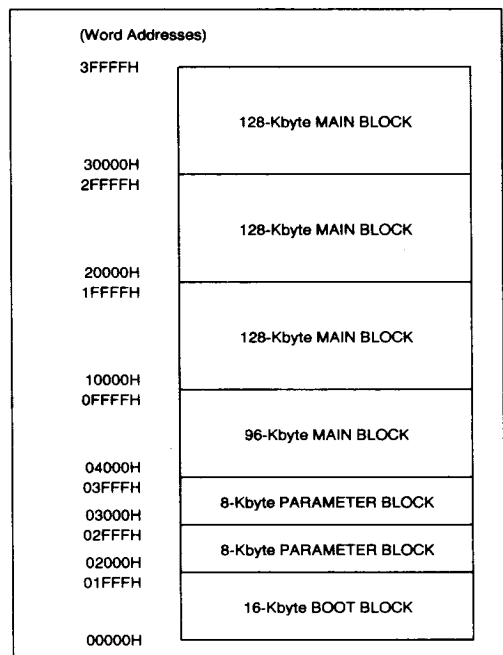 (Word Addresses)
3FFFFH
128-Kbyte MAIN BLOCK
30000H
2FFFFH
128-Kbyte MAIN BLOCK
20000H
1FFFFH
128-Kbyte MAIN BLOCK
10000H
0FFFFH
96-Kbyte MAIN BLOCK
04000H
03FFFH
8-Kbyte PARAMETER BLOCK
03000H
02FFFH
8-Kbyte PARAMETER BLOCK
02000H
01FFFH
16-Kbyte BOOT BLOCK
00000H